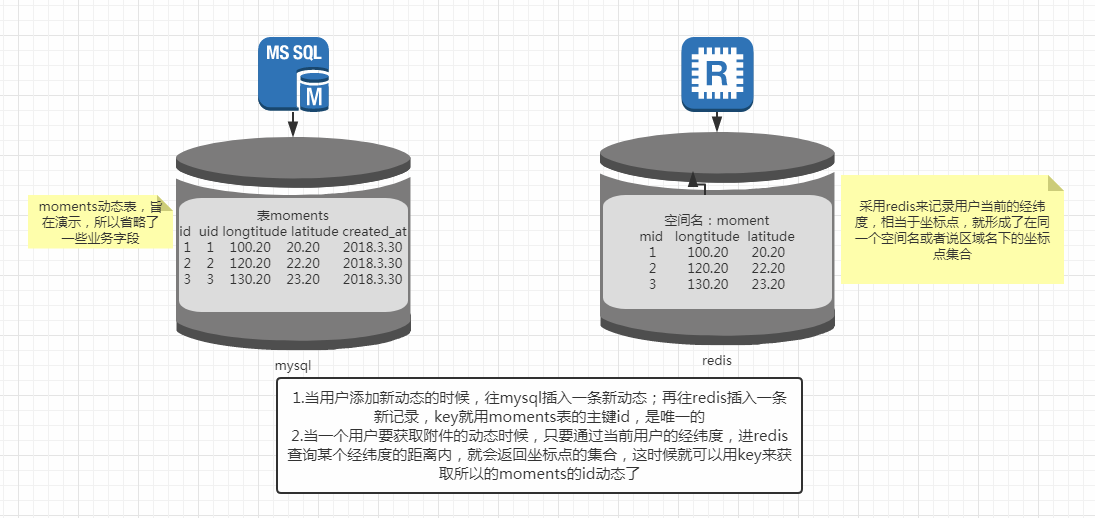 MS SQL
M
R
moments动态表，旨
在演示，所以省略了
一些业务字段
表moments
id uid longtitude latitude created_at
1 1 100.20 20.20 2018.3.30
2 2 120.20 22.20 2018.3.30
3 3 130.20 23.20 2018.3.30
mysql
空间名：moment
mid longtitude latitude
1 100.20 20.20
2 120.20 22.20
3 130.20 23.20
redis
采用redis来记录用户当前的经纬
度，相当于坐标点，就形成了在同
一个空间名或者说区域名下的坐标
点集合
1.当用户添加新动态的时候，往mysql插入一条新动态；再往redis插入一条
新记录，key就用moments表的主键id，是唯一的
2.当一个用户要获取附件的动态时候，只要通过当前用户的经纬度，进redis
查询某个经纬度的距离内，就会返回坐标点的集合，这时候就可以用key来获
取所以的moments的id动态了